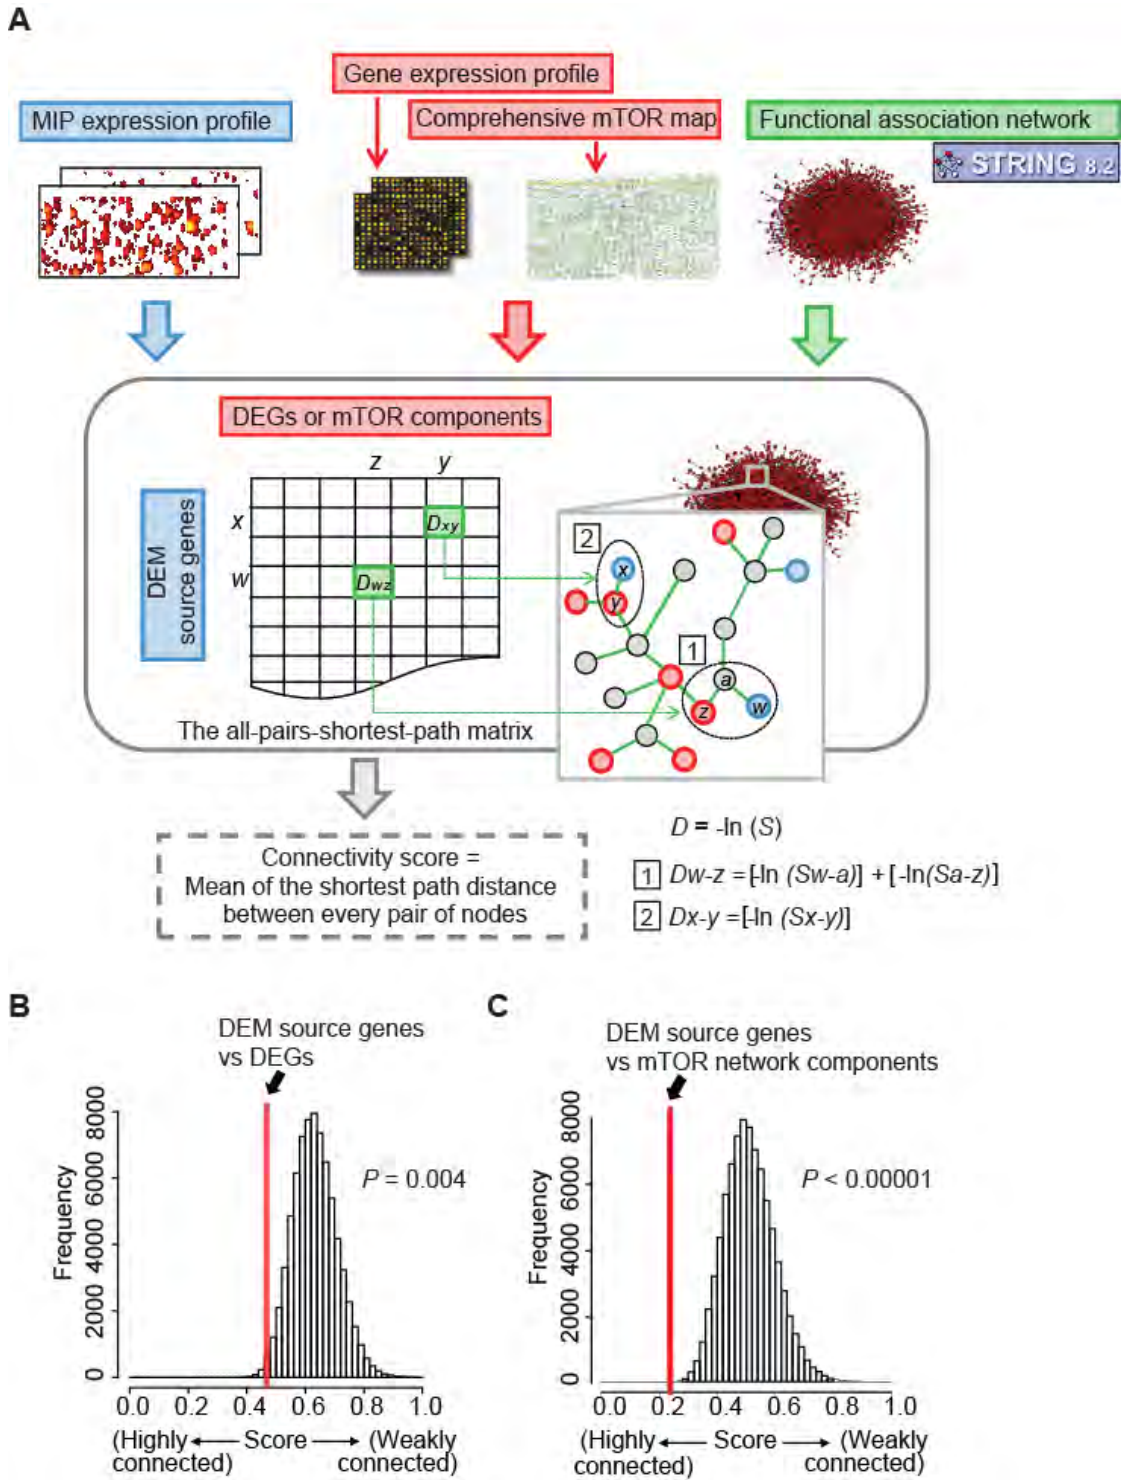 A
Gene expression profile
MIP expression profile
Comprehensive mTOR map
Functional association network
STRING 8.2
DEGs or mTOR components
z y
x
w
Dxy
Dwz
DEM
source genes
The all-pairs-shortest-path matrix
2
x
y
1
a
z
w
Connectivity score =
Mean of the shortest path distance
between every pair of nodes
D = -ln (S)
1 Dw-z =[-ln (Sw-a)] + [-ln(Sa-z)]
2 Dx-y =[-ln (Sx-y)]
B
DEM source genes
vs DEGs
P = 0.004
Frequency
0 2000 4000 6000 8000
0.0 0.2 0.4 0.6 0.8 1.0
(Highly connected) Score (Weakly connected)
C
DEM source genes
vs mTOR network components
P < 0.00001
Frequency
0 2000 4000 6000 8000
0.0 0.2 0.4 0.6 0.8 1.0
(Highly connected) Score (Weakly connected)